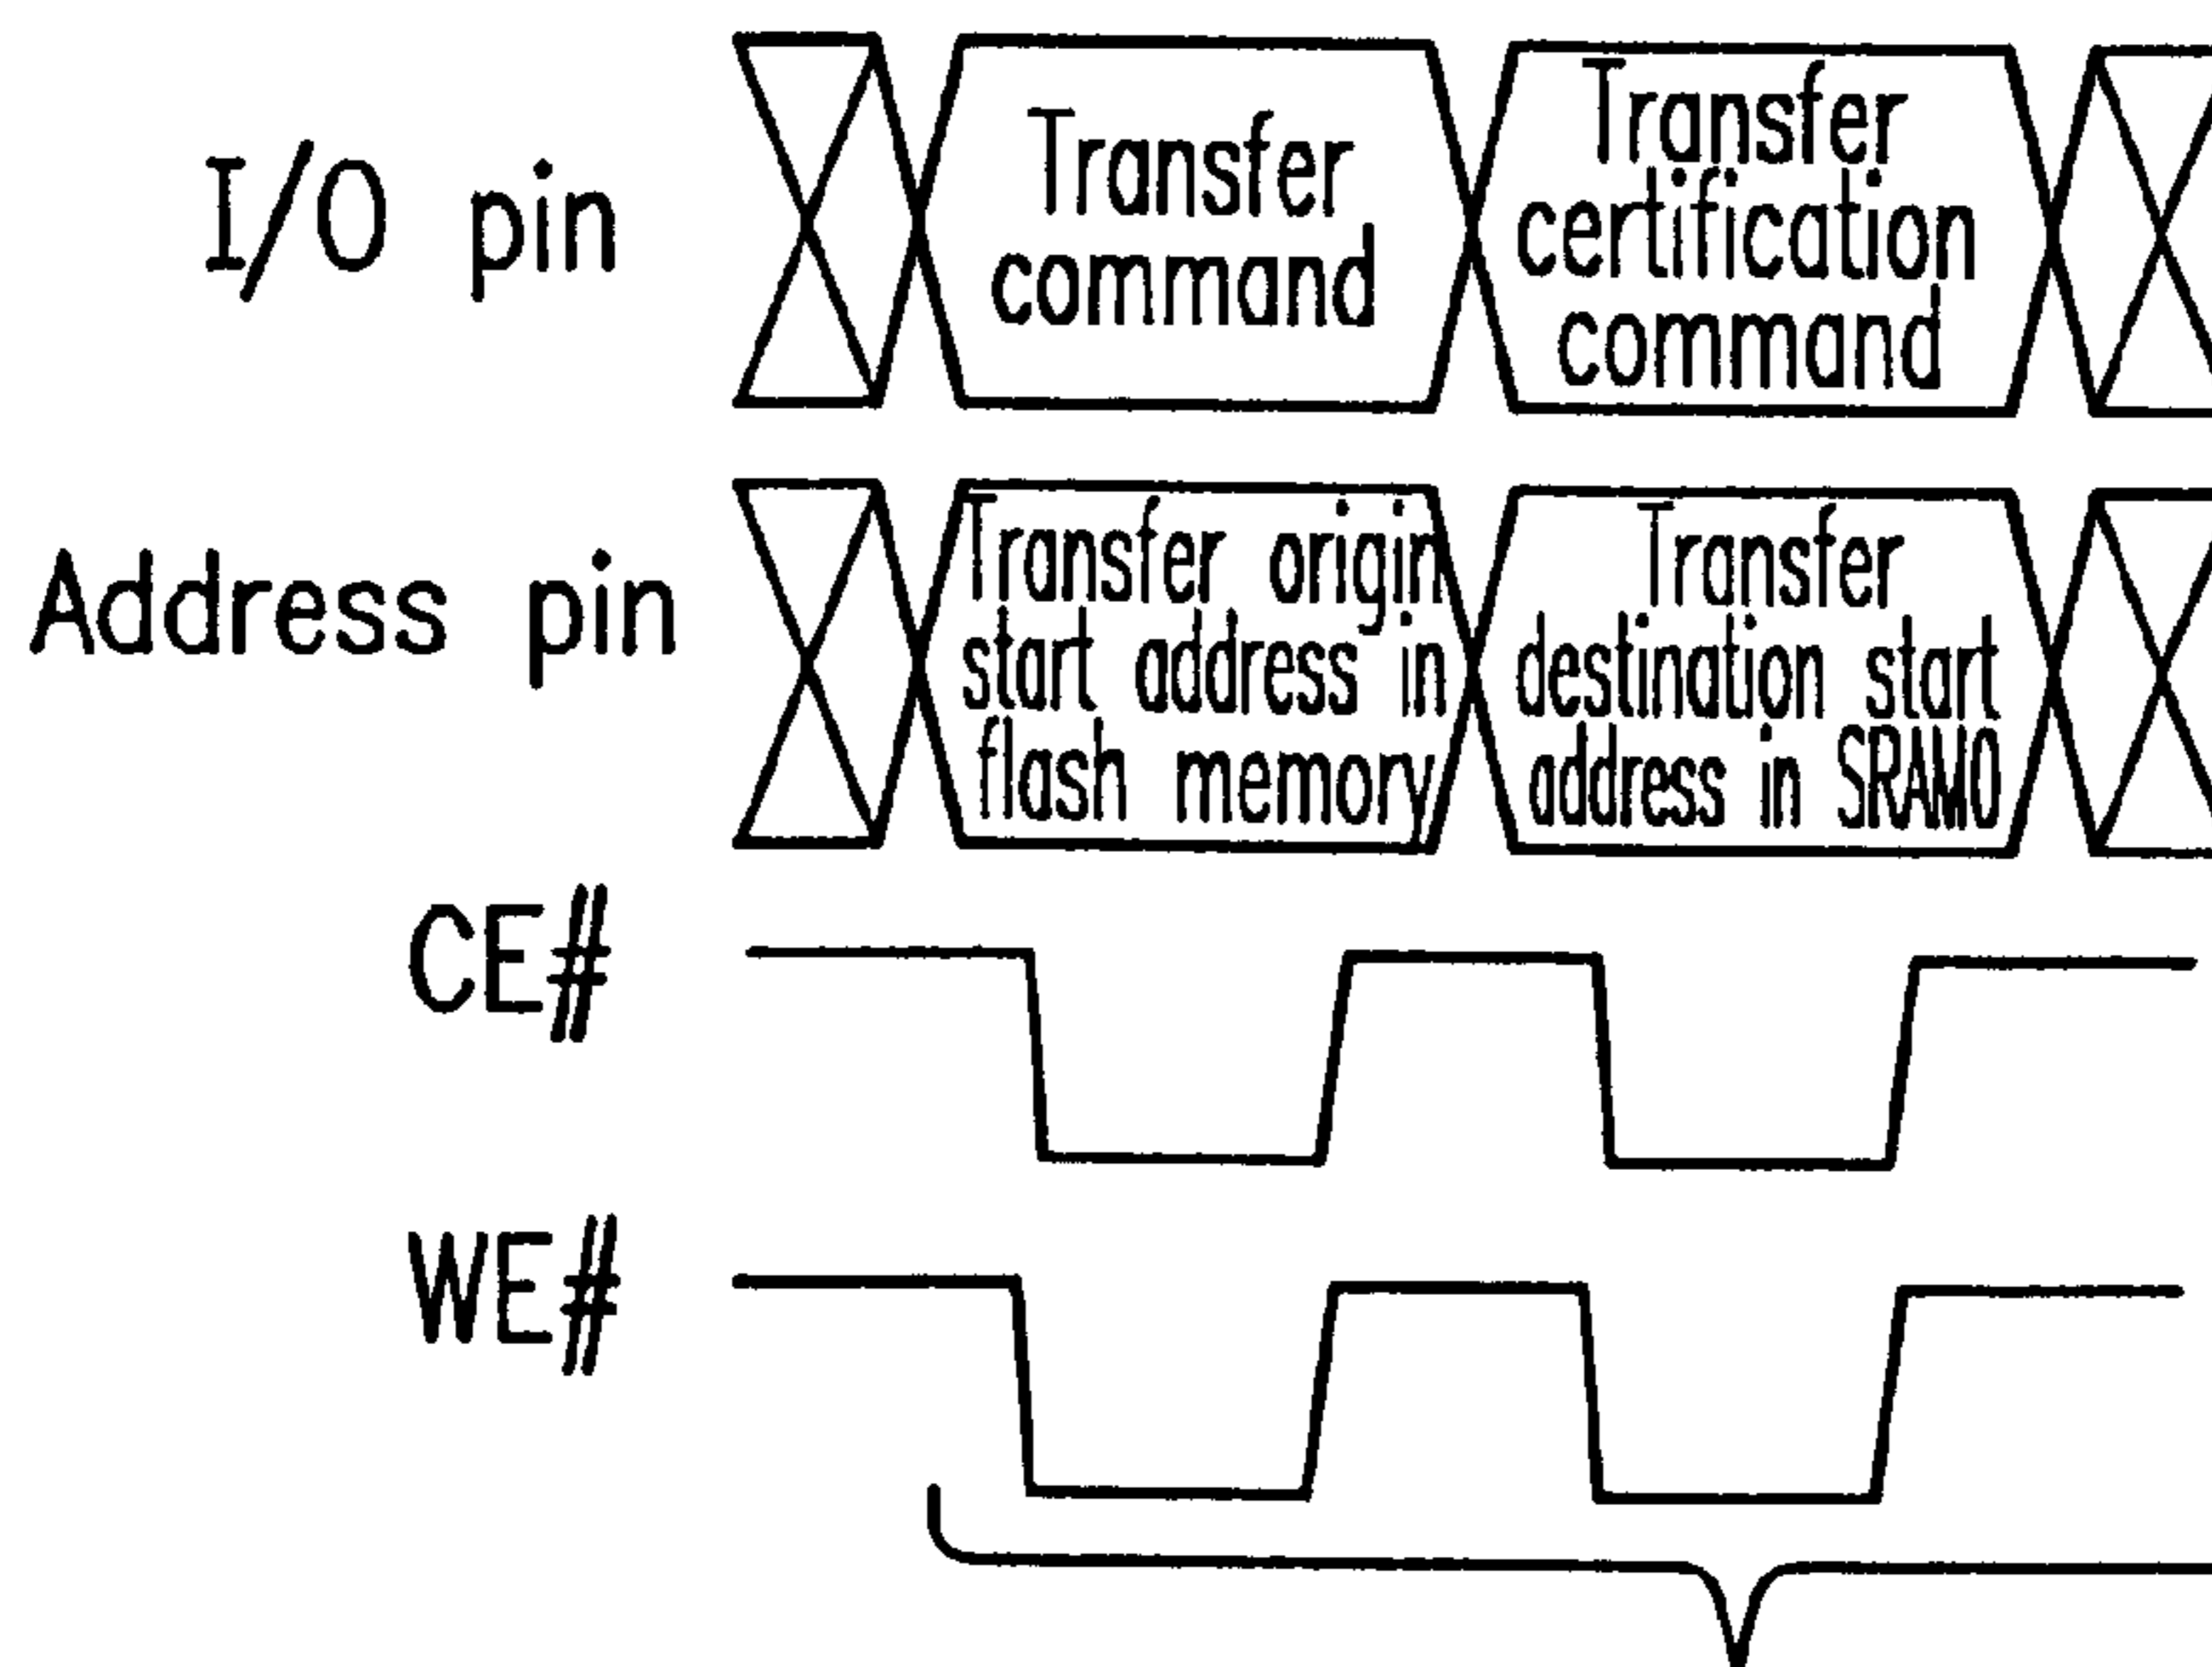 I/O pin
Transfer
command
Transfer
certification
command
Address pin
Transfer origin
start address in
flash memory
Transfer
destination start
address in SRAM0
CE#
WE#